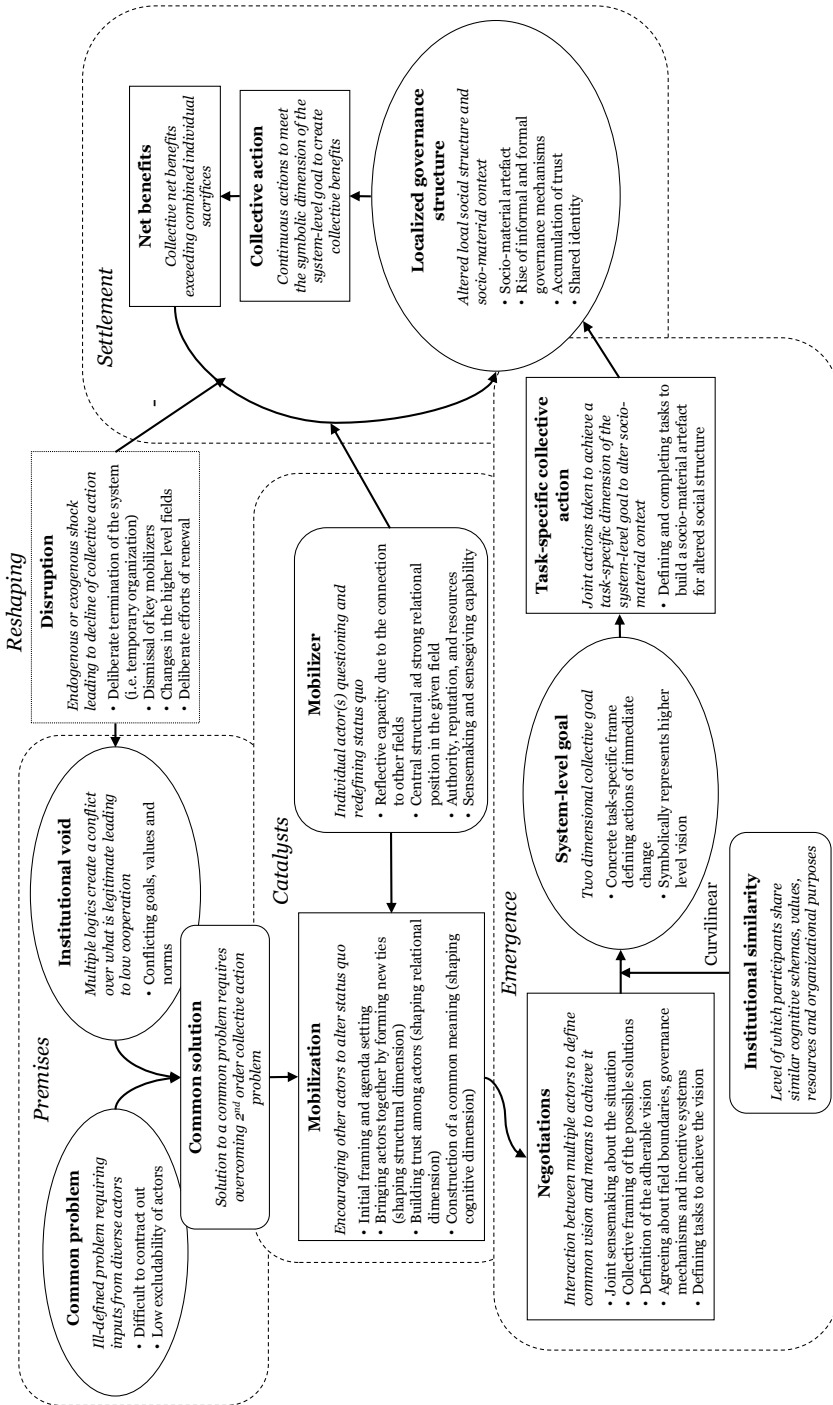 Premises
Common problem
Ill-defined problem requiring
inputs from diverse actors
• Difficult to contract out
• Low excludability of actors
Institutional void
Multiple logics create a conflict
over what is legitimate leading
to low cooperation
• Conflicting goals, values and
norms
Common solution
Solution to a common problem requires
overcoming 2nd order collective action
problem
Reshaping
Disruption
Endogenous or exogenous shock
leading to decline of collective action
• Deliberate termination of the system
(i.e. temporary organization)
• Dismissal of key mobilizers
• Changes in the higher level fields
• Deliberate efforts of renewal
-
Catalysts
Mobilization
Encouraging other actors to alter status quo
• Initial framing and agenda setting
• Bringing actors together by forming new ties
(shaping structural dimension)
• Building trust among actors (shaping relational
dimension)
• Construction of a common meaning (shaping
cognitive dimension)
Mobilizer
Individual actor(s) questioning and
redefining status quo
• Reflective capacity due to the connection
to other fields
• Central structural ad strong relational
position in the given field
• Authority, reputation, and resources
• Sensemaking and sensegiving capability
Emergence
Negotiations
Interaction between multiple actors to define
common vision and means to achieve it
• Joint sensemaking about the situation
• Collective framing of the possible solutions
• Definition of the adherable vision
• Agreeing about field boundaries, governance
mechanisms and incentive systems
• Defining tasks to achieve the vision
System-level goal
Two dimensional collective goal
• Concrete task-specific frame
defining actions of immediate
change
• Symbolically represents higher
level vision
Curvilinear
Institutional similarity
Level of which participants share
similar cognitive schemas, values,
resources and organizational purposes
Task-specific collective
action
Joint actions taken to achieve a
task-specific dimension of the
system-level goal to alter socio-
material context
• Defining and completing tasks to
build a socio-material artefact
for altered social structure
Settlement
Net benefits
Collective net benefits
exceeding combined individual
sacrifices
Collective action
Continuous actions to meet
the symbolic dimension of the
system-level goal to create
collective benefits
Localized governance
structure
Altered local social structure and
socio-material context
• Socio-material artefact
• Rise of informal and formal
governance mechanisms
• Accumulation of trust
• Shared identity